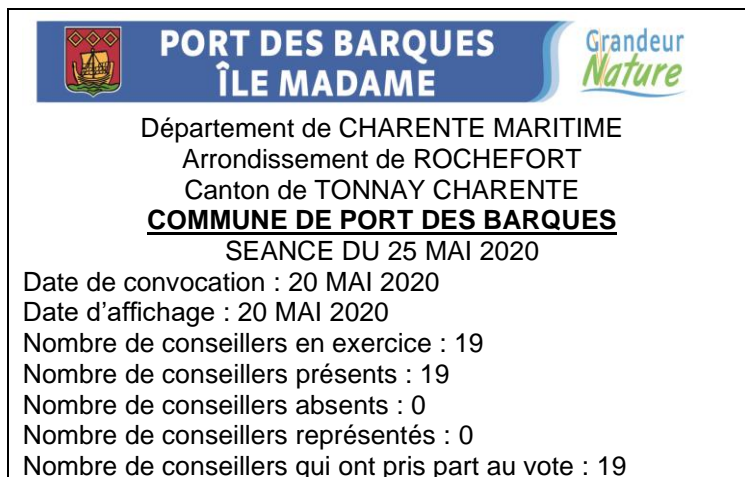 PORT DES BARQUES
ÎLE MADAME
Grandeur
Nature
Département de CHARENTE MARITIME
Arrondissement de ROCHEFORT
Canton de TONNAY CHARENTE
COMMUNE DE PORT DES BARQUES
SEANCE DU 25 MAI 2020
Date de convocation : 20 MAI 2020
Date d'affichage : 20 MAI 2020
Nombre de conseillers en exercice : 19
Nombre de conseillers présents : 19
Nombre de conseillers absents : 0
Nombre de conseillers représentés : 0
Nombre de conseillers qui ont pris part au vote : 19